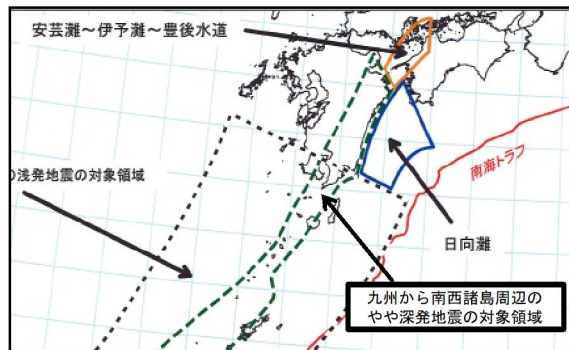 安芸灘～伊予灘～豊後水道
の浅発地震の対象領域
南海トラフ
日向灘
九州から南西諸島周辺の
やや深発地震の対象領域